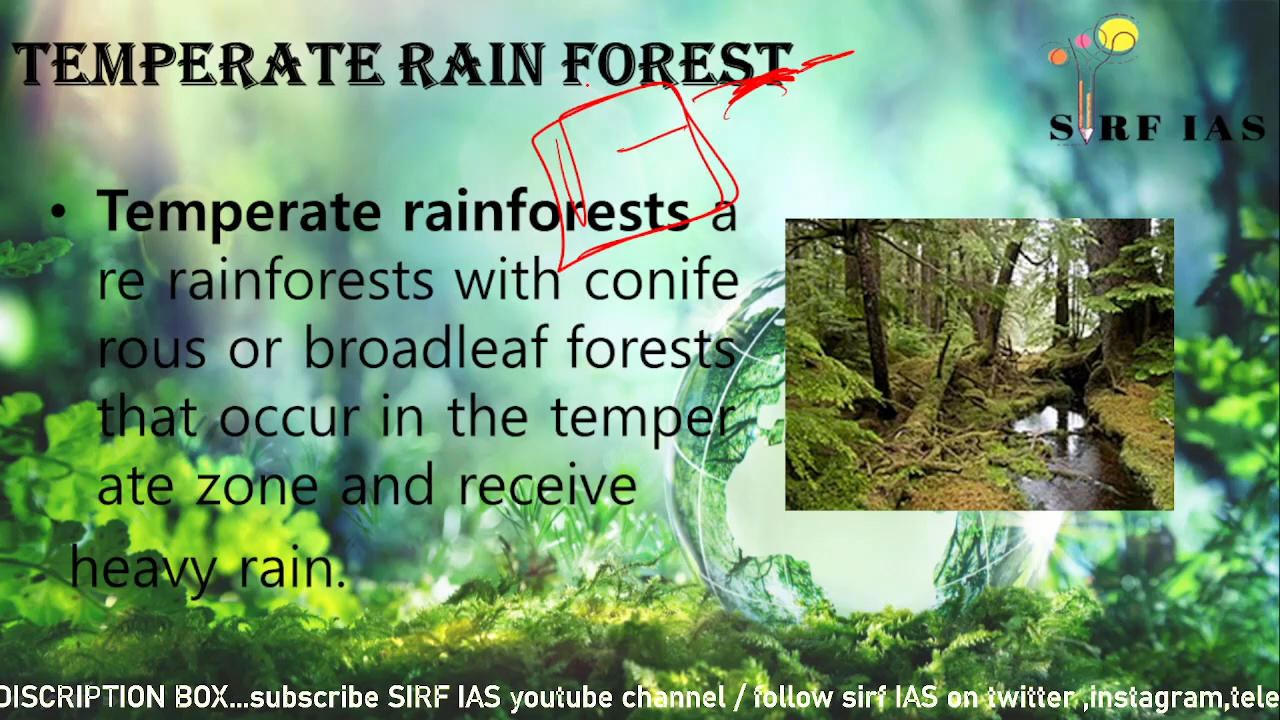 TEMPERATE RAIN FOREST
SIRF IAS
• Temperate rainforests a
re rainforests with conife
rous or broadleaf forests
that occur in the temper
ate zone and receive
heavy rain.
DISCRIPTION BOX...subscribe SIRF IAS youtube channel / follow sirf IAS on twitter ,instagram,tele